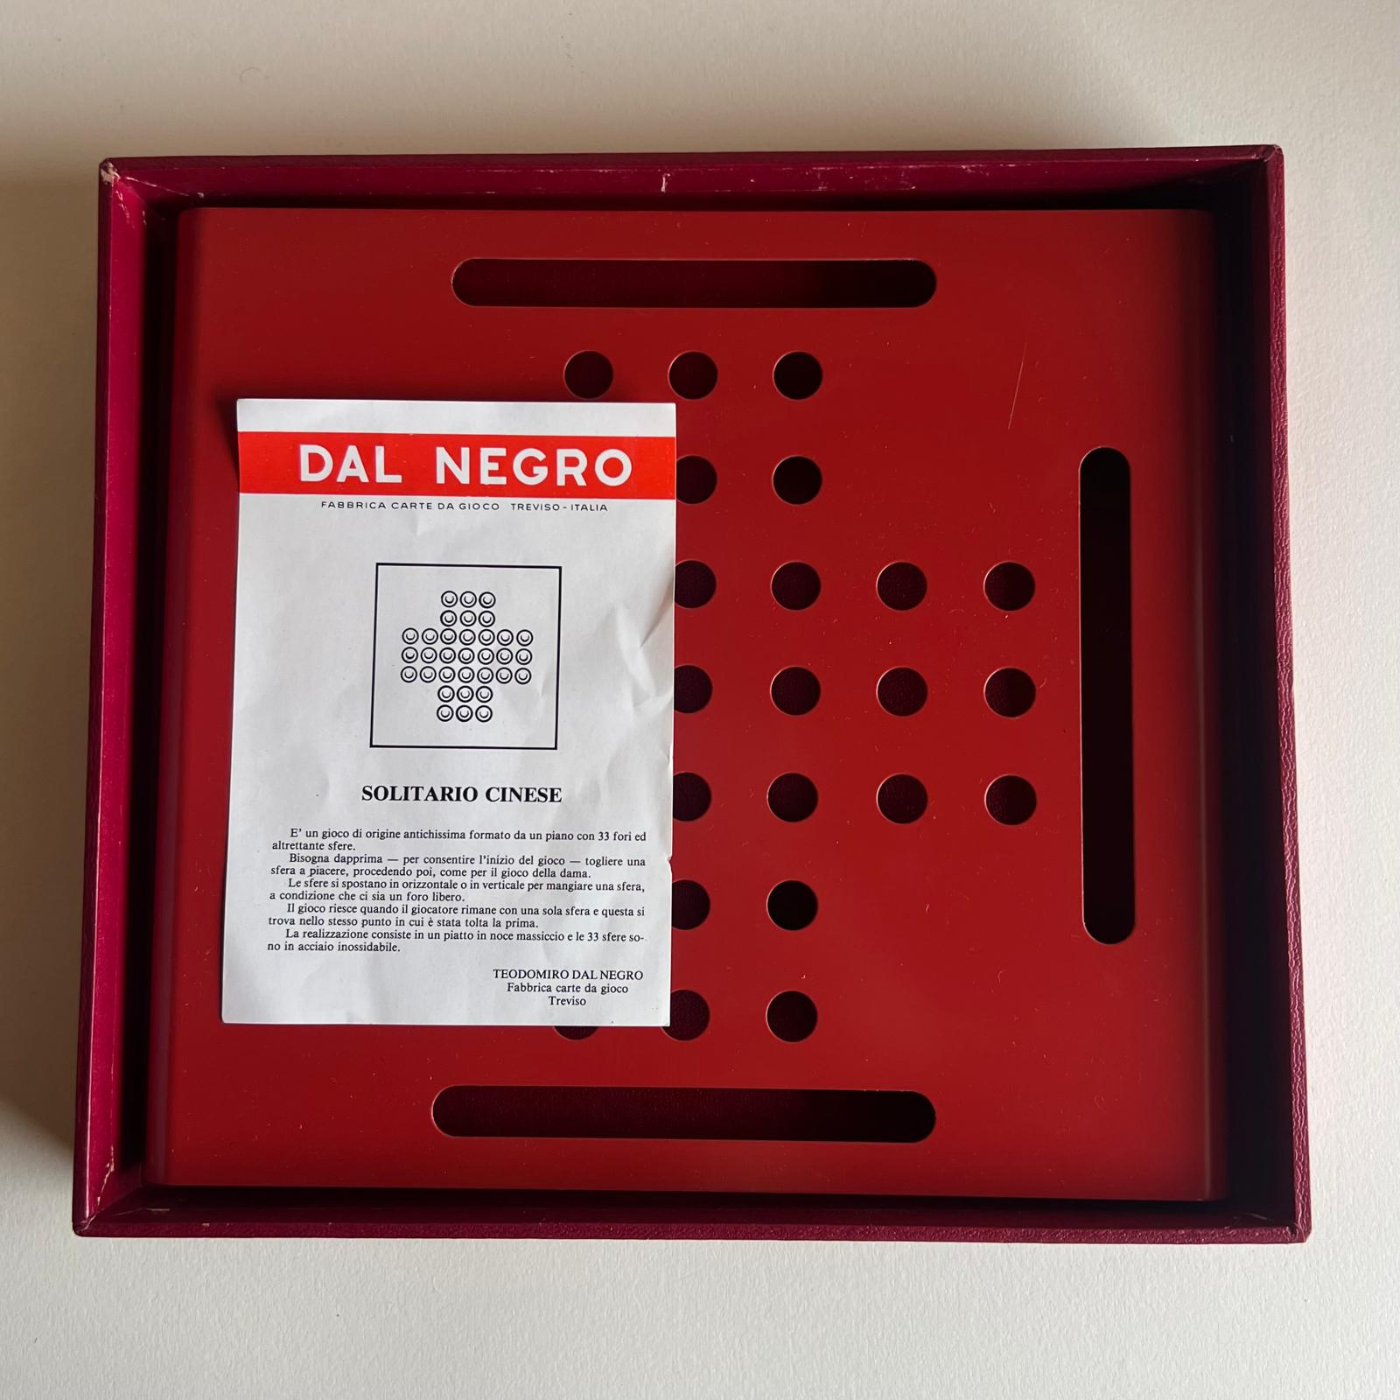 DAL NEGRO
FABBRICA CARTE DA GIOCO TREVISO - ITALIA
SOLITARIO CINESE
E' un gioco di origine antichissima formato da un piano con 33 fori ed
altrettante sfere.
Bisogna dapprima — per consentire l'inizio del gioco — togliere una
sfera a piacere, procedendo poi, come per il gioco della dama.
Le sfere si spostano in orizzontale o in verticale per mangiare una sfera,
a condizione che ci sia un foro libero.
Il gioco riesce quando il giocatore rimane con una sola sfera e questa si
trova nello stesso punto in cui è stata tolta la prima.
La realizzazione consiste in un piatto in noce massiccio e le 33 sfere so-
no in acciaio inossidabile.
TEODOMIRO DAL NEGRO
Fabbrica carte da gioco
Treviso